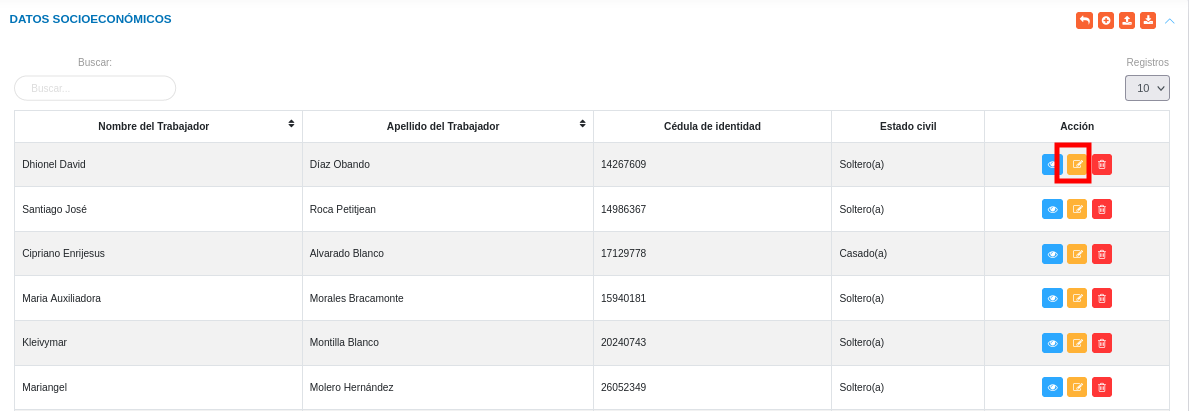 DATOS SOCIOECONÓMICOS
Buscar:
Registros
Buscar...
10
Nombre del Trabajador Apellido del Trabajador Cédula de identidad Estado civil Acción
Dhionel David Díaz Obando 14267609 Soltero(a)
Santiago José Roca Petitjean 14986367 Soltero(a)
Cipriano Enrijesus Alvarado Blanco 17129778 Casado(a)
Maria Auxiliadora Morales Bracamonte 15940181 Soltero(a)
Kleivymar Montilla Blanco 20240743 Soltero(a)
Mariangel Molero Hernández 26052349 Soltero(a)